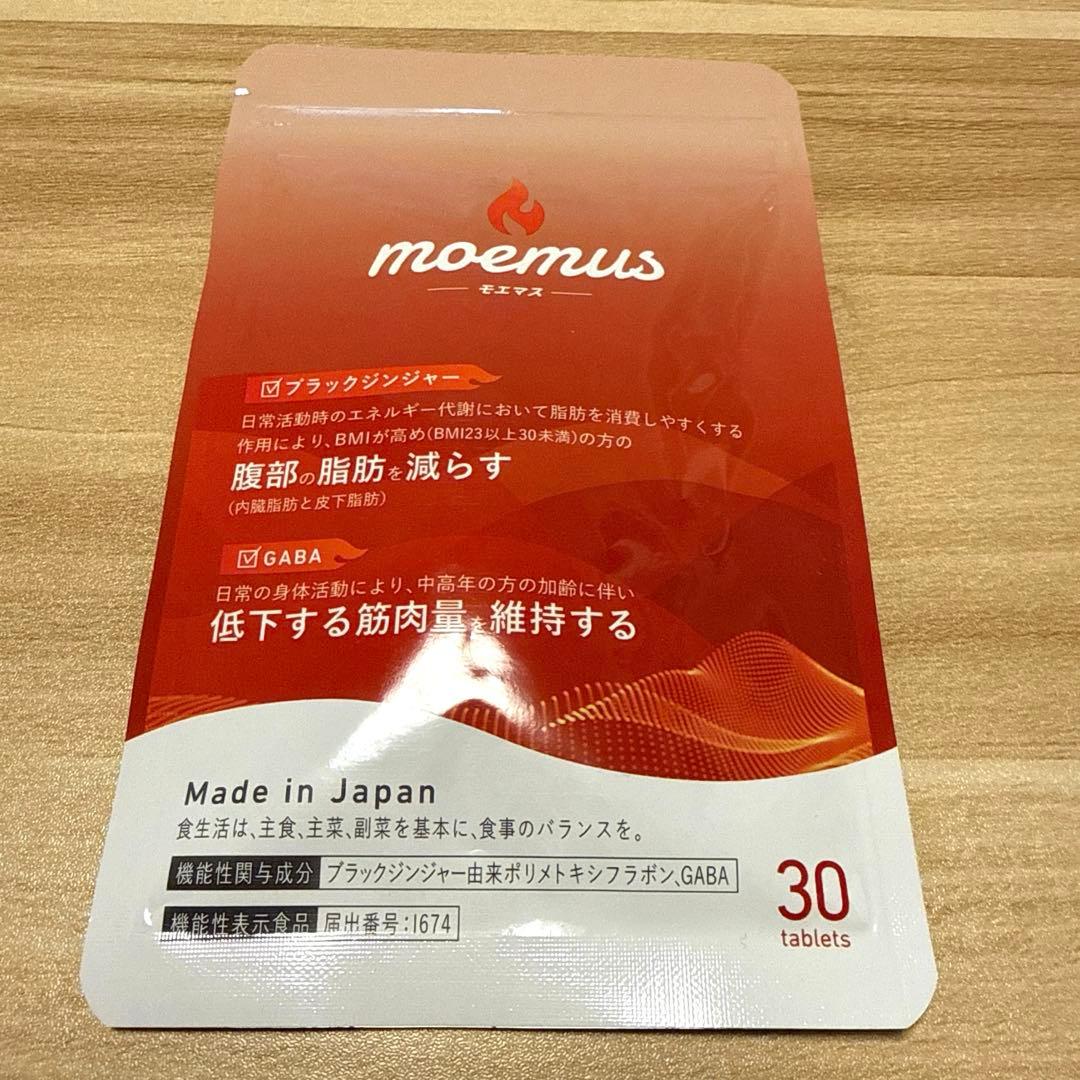 moemus
モエマス
ブラックジンジャー
日常活動時のエネルギー代謝において脂肪を消費しやすくする
作用により、BMIが高め(BMI23以上30未満)の方の
腹部の脂肪を減らす
(内臓脂肪と皮下脂肪)
GABA
日常の身体活動により、中高年の方の加齢に伴い
低下する筋肉量を維持する
Made in Japan
食生活は、主食、主菜、副菜を基本に、食事のバランスを。
機能性関与成分 ブラックジンジャー由来ポリメトキシフラボン、GABA
機能性表示食品 届出番号:I674
30
tablets